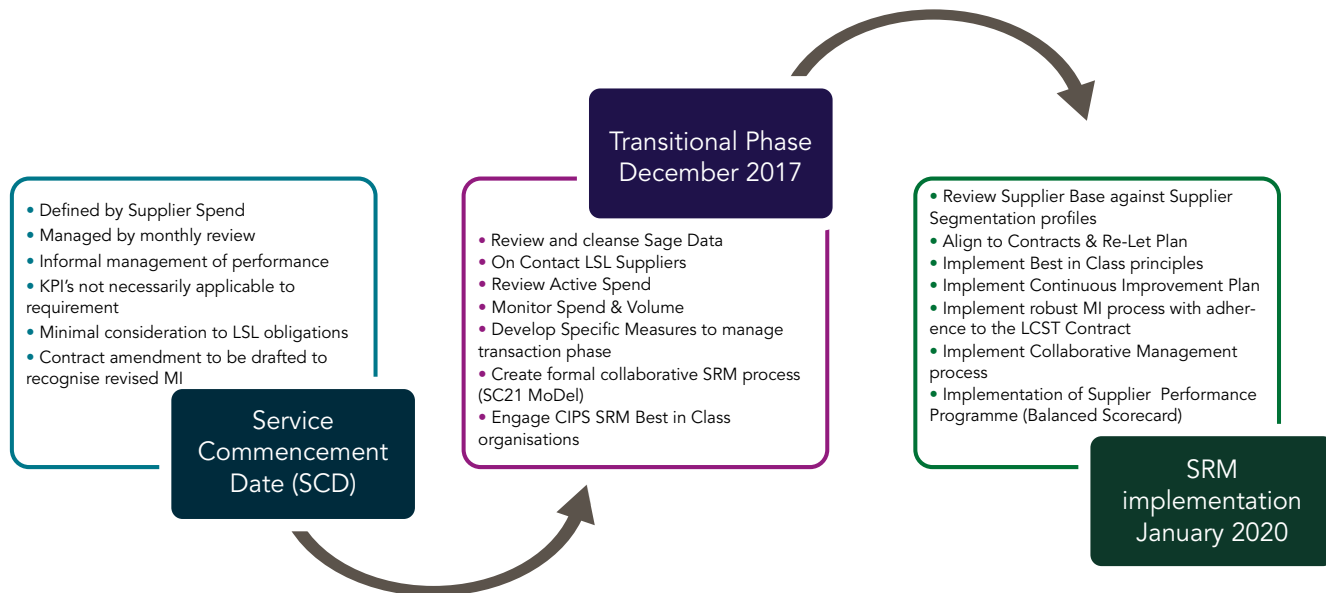 • Defined by Supplier Spend
• Managed by monthly review
• Informal management of performance
• KPI's not necessarily applicable to
requirement
• Minimal consideration to LSL obligations
• Contract amendment to be drafted to
recognise revised MI
Service
Commencement
Date (SCD)
Transitional Phase
December 2017
• Review and cleanse Sage Data
• On Contact LSL Suppliers
• Review Active Spend
• Monitor Spend & Volume
• Develop Specific Measures to manage
transaction phase
• Create formal collaborative SRM process
(SC21 MoDel)
• Engage CIPS SRM Best in Class
organisations
• Review Supplier Base against Supplier
Segmentation profiles
• Align to Contracts & Re-Let Plan
• Implement Best in Class principles
• Implement Continuous Improvement Plan
• Implement robust MI process with adher-
ence to the LCST Contract
• Implement Collaborative Management
process
• Implementation of Supplier Performance
Programme (Balanced Scorecard)
SRM
implementation
January 2020